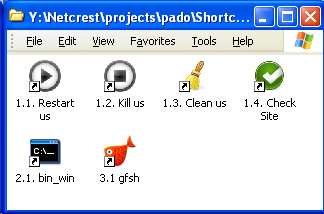 Y:\Netcrest\projects\pado\Shortc...
File Edit View Favorites Tools Help
1.1. Restart us
1.2. Kill us
1.3. Clean us
1.4. Check Site
C:\_
2.1. bin_win
3.1 gfsh